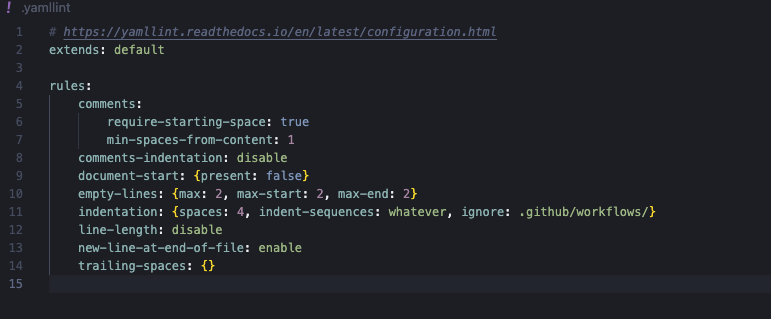 ! .yamllint
1 # https://yamllint.readthedocs.io/en/latest/configuration.html
2 extends: default
3
4 rules:
5     comments:
6         require-starting-space: true
7         min-spaces-from-content: 1
8     comments-indentation: disable
9     document-start: {present: false}
10     empty-lines: {max: 2, max-start: 2, max-end: 2}
11     indentation: {spaces: 4, indent-sequences: whatever, ignore: .github/workflows/}
12     line-length: disable
13     new-line-at-end-of-file: enable
14     trailing-spaces: {}
15